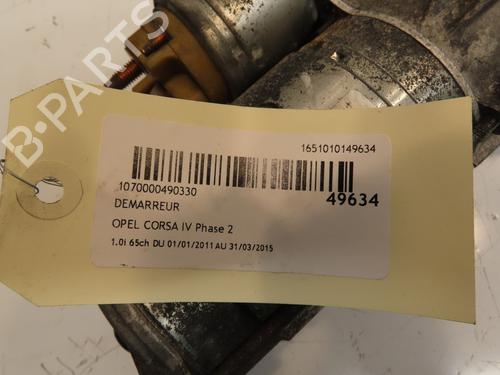 B-PARTS
1651010149634
1070000490330
49634
DEMARREUR
OPEL CORSA IV Phase 2
1.0i 65ch DU 01/01/2011 AU 31/03/2015